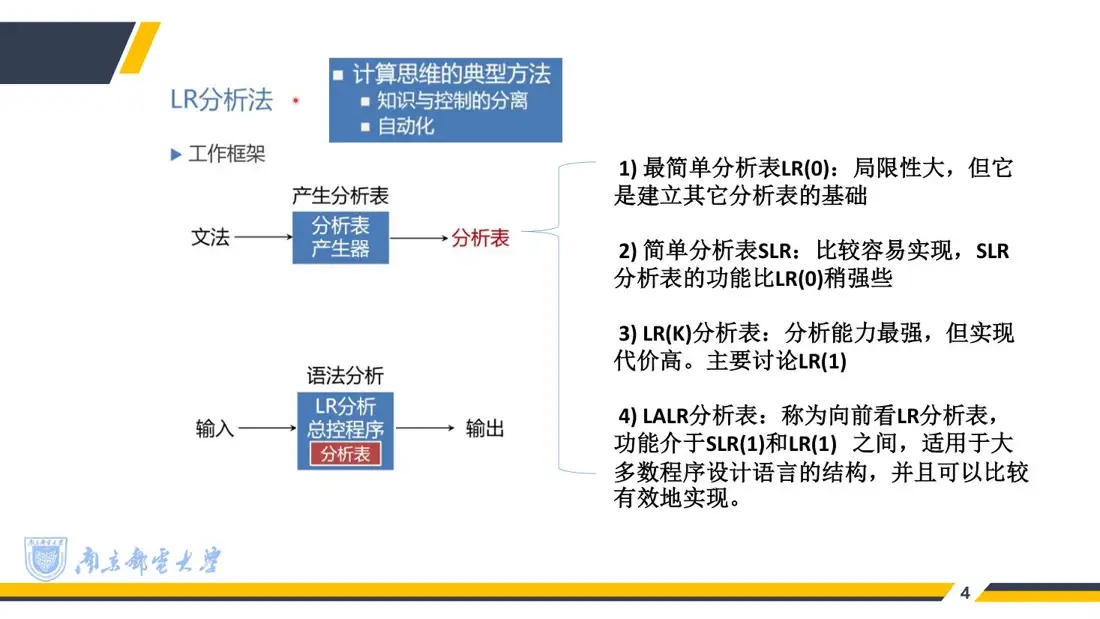 LR分析法
■ 计算思维的典型方法
■ 知识与控制的分离
■ 自动化
▶ 工作框架
产生分析表
文法
分析表
产生器
分析表
语法分析
输入
LR分析
总控程序
分析表
输出
1) 最简单分析表LR(0)：局限性大，但它
是建立其它分析表的基础
2) 简单分析表SLR：比较容易实现，SLR
分析表的功能比LR(0)稍强些
3) LR(K)分析表：分析能力最强，但实现
代价高。主要讨论LR(1)
4) LALR分析表：称为向前看LR分析表，
功能介于SLR(1)和LR(1) 之间，适用于大
多数程序设计语言的结构，并且可以比较
有效地实现。
南京邮电大学
4